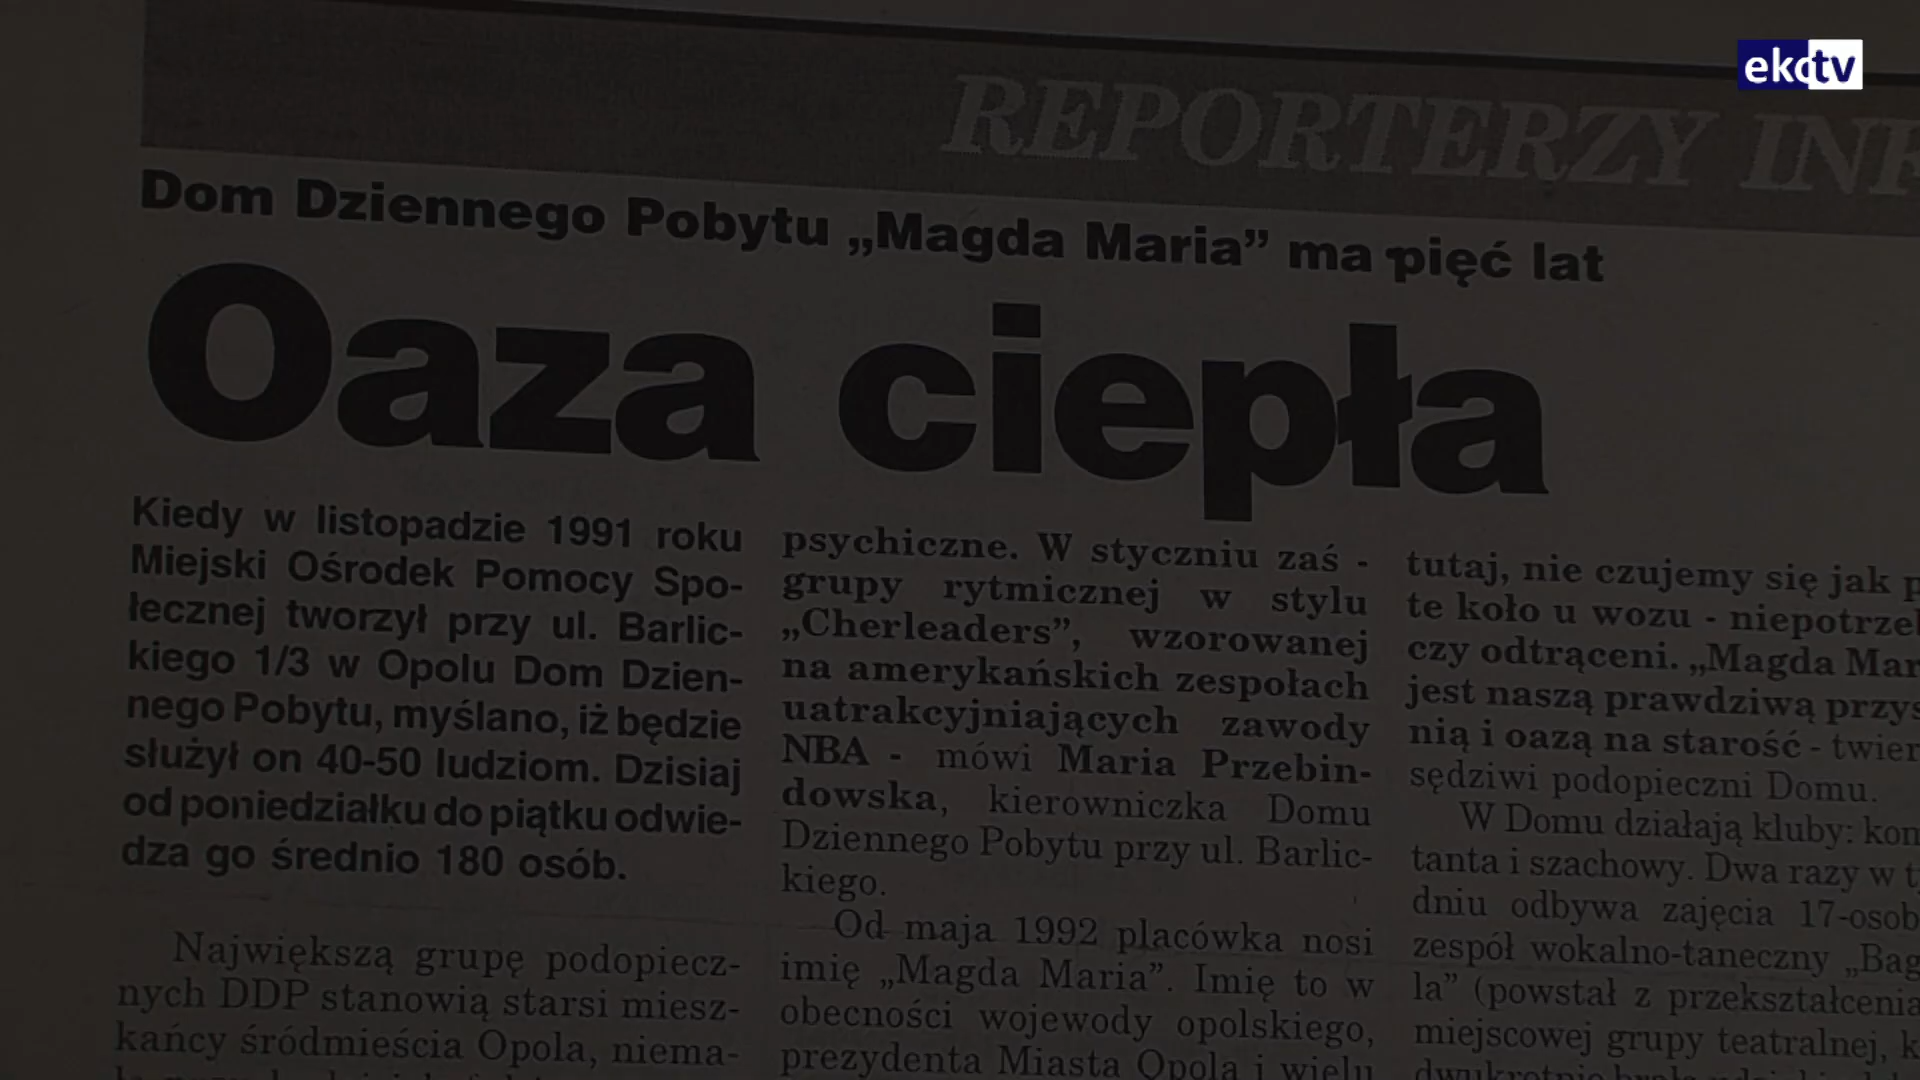 ekotv
REPORTERZY
Dom Dziennego Pobytu „Magda Maria” ma pięć lat
Oaza ciepła
Kiedy w listopadzie 1991 roku
Miejski Ośrodek Pomocy Spo-
łecznej tworzył przy ul. Barlic-
kiego 1/3 w Opolu Dom Dzien-
nego Pobytu, myślano, iż będzie
służył on 40-50 ludziom. Dzisiaj
od poniedziałku do piątku odwie-
dza go średnio 180 osób.
Największą grupę podopiecz-
nych DDP stanowią starsi miesz-
kańcy śródmieścia Opola, niema-
psychiczne. W styczniu zaś -
grupy rytmicznej w stylu
„Cherleaders”, wzorowanej
na amerykańskich zespołach
uatrakcyjniających zawody
NBA - mówi Maria Przebin-
dowska, kierowniczka Domu
Dziennego Pobytu przy ul. Barlic-
kiego.
Od maja 1992 placówka nosi
imię „Magda Maria”. Imię to w
obecności wojewody opolskiego,
prezydenta Miasta Opola i wielu
tutaj, nie czujemy się jak
te koło u wozu - niepotrze
czy odtrąceni. „Magda Mar
jest naszą prawdziwą przys
nią i oazą na starość - twier
sędziwi podopieczni Domu.
W Domu działają kluby: kon
tanta i szachowy. Dwa razy w ty
dniu odbywa zajęcia 17-osob
zespół wokalno-taneczny „Bag
la” (powstał z przekształcenia
miejscowej grupy teatralnej, k